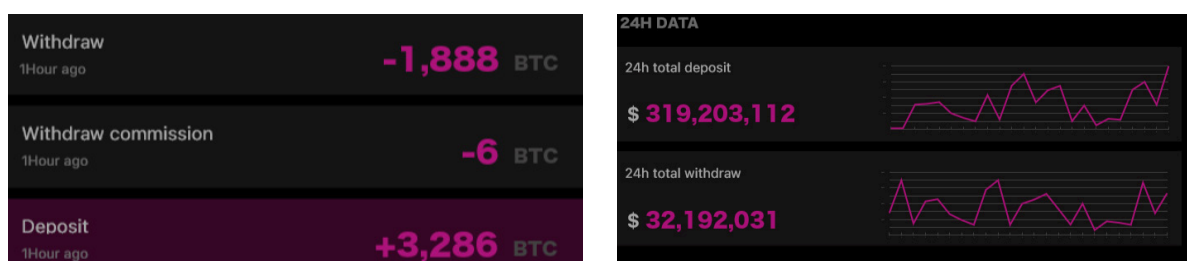 Withdraw
1Hour ago
-1,888 BTC
Withdraw commission
1Hour ago
-6 BTC
Deposit
1Hour ago
+3,286 BTC
24H DATA
24h total deposit
$ 319,203,112
24h total withdraw
$ 32,192,031